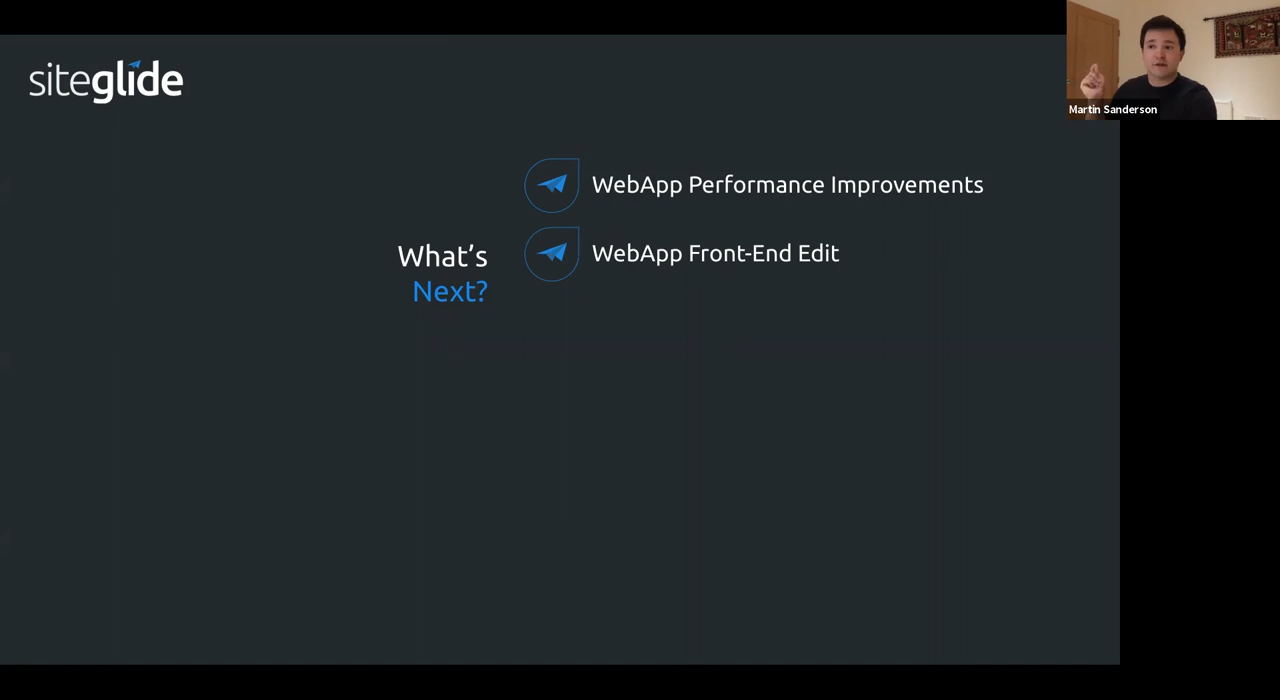 siteglide
Martin Sanderson
WebApp Performance Improvements
What's
Next?
WebApp Front-End Edit